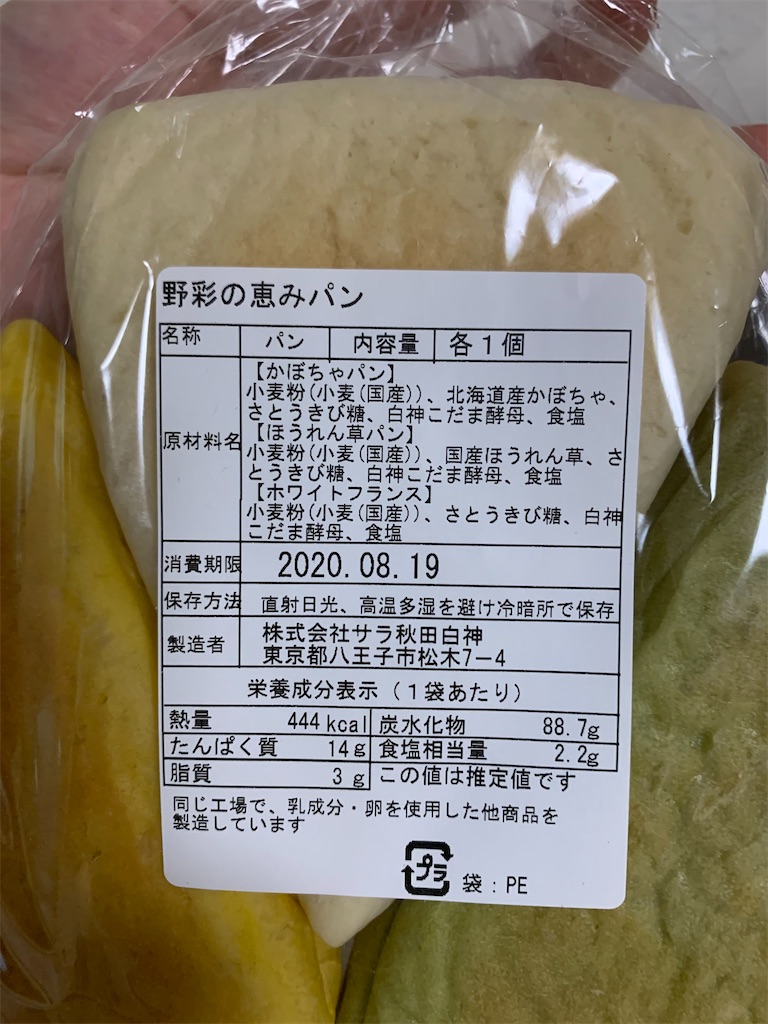 野彩の恵みパン
名称 パン 内容量 各1個
原材料名
【かぼちゃパン】
小麦粉(小麦(国産))、北海道産かぼちゃ、
さとうきび糖、白神こだま酵母、食塩
【ほうれん草パン】
小麦粉(小麦(国産))、国産ほうれん草、さ
とうきび糖、白神こだま酵母、食塩
【ホワイトフランス】
小麦粉(小麦(国産))、さとうきび糖、白神
こだま酵母、食塩
消費期限 2020.08.19
保存方法 直射日光、高温多湿を避け冷暗所で保存
製造者 株式会社サラ秋田白神
東京都八王子市松木7-4
栄養成分表示(1袋あたり)
熱量 444kcal 炭水化物 88.7g
たんぱく質 14g 食塩相当量 2.2g
脂質 3g この値は推定値です
同じ工場で、乳成分・卵を使用した他商品を
製造しています
プラ 袋:PE